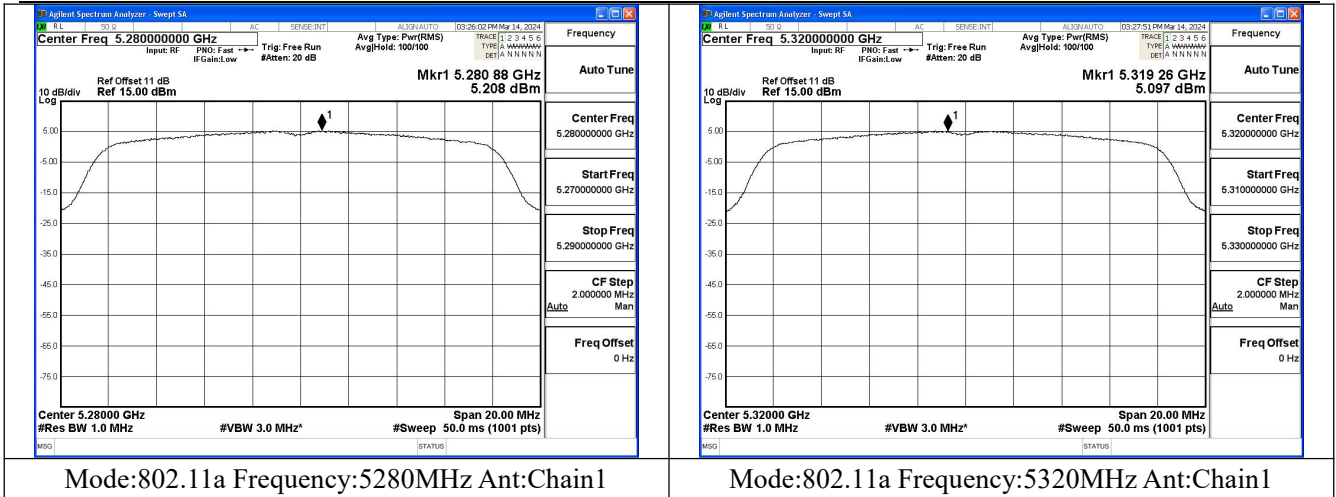 Agilent Spectrum Analyzer - Swept SA
RL 50 Ω AC SENSE:INT ALIGN AUTO 03:26:02 PM Mar 14, 2024
Center Freq 5.280000000 GHz
Input: RF PNO: Fast
IFGain:Low
Trig: Free Run
#Atten: 20 dB
Avg Type: Pwr(RMS)
Avg|Hold: 100/100
TRACE 1 2 3 4 5 6
TYPE A WWWWW
DET A N N N N N
Frequency
Auto Tune
Mkr1 5.280 88 GHz
5.208 dBm
Ref Offset 11 dB
10 dB/div Ref 15.00 dBm
Log
1
5.00
-5.00
-15.0
-25.0
-35.0
-45.0
-55.0
-65.0
-75.0
Center Freq
5.280000000 GHz
Start Freq
5.270000000 GHz
Stop Freq
5.290000000 GHz
CF Step
2.000000 MHz
Auto Man
Freq Offset
0 Hz
Center 5.28000 GHz Span 20.00 MHz
#Res BW 1.0 MHz #VBW 3.0 MHz* #Sweep 50.0 ms (1001 pts)
MSG STATUS
Mode:802.11a Frequency:5280MHz Ant:Chain1
Agilent Spectrum Analyzer - Swept SA
RL 50 Ω AC SENSE:INT ALIGN AUTO 03:27:51 PM Mar 14, 2024
Center Freq 5.320000000 GHz
Input: RF PNO: Fast
IFGain:Low
Trig: Free Run
#Atten: 20 dB
Avg Type: Pwr(RMS)
Avg|Hold: 100/100
TRACE 1 2 3 4 5 6
TYPE A WWWWW
DET A N N N N N
Frequency
Auto Tune
Mkr1 5.319 26 GHz
5.097 dBm
Ref Offset 11 dB
10 dB/div Ref 15.00 dBm
Log
1
5.00
-5.00
-15.0
-25.0
-35.0
-45.0
-55.0
-65.0
-75.0
Center Freq
5.320000000 GHz
Start Freq
5.310000000 GHz
Stop Freq
5.330000000 GHz
CF Step
2.000000 MHz
Auto Man
Freq Offset
0 Hz
Center 5.32000 GHz Span 20.00 MHz
#Res BW 1.0 MHz #VBW 3.0 MHz* #Sweep 50.0 ms (1001 pts)
MSG STATUS
Mode:802.11a Frequency:5320MHz Ant:Chain1